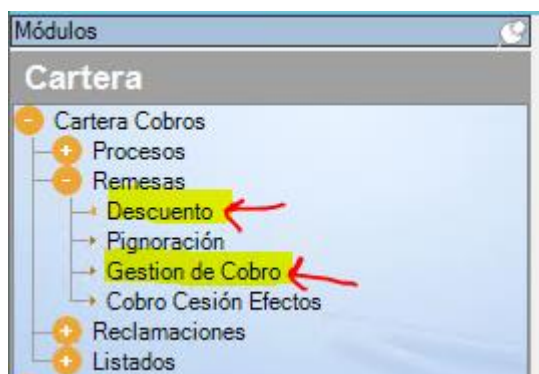 Módulos
Cartera
Cartera Cobros
Procesos
Remesas
Descuento
Pignoración
Gestion de Cobro
Cobro Cesión Efectos
Reclamaciones
Listados